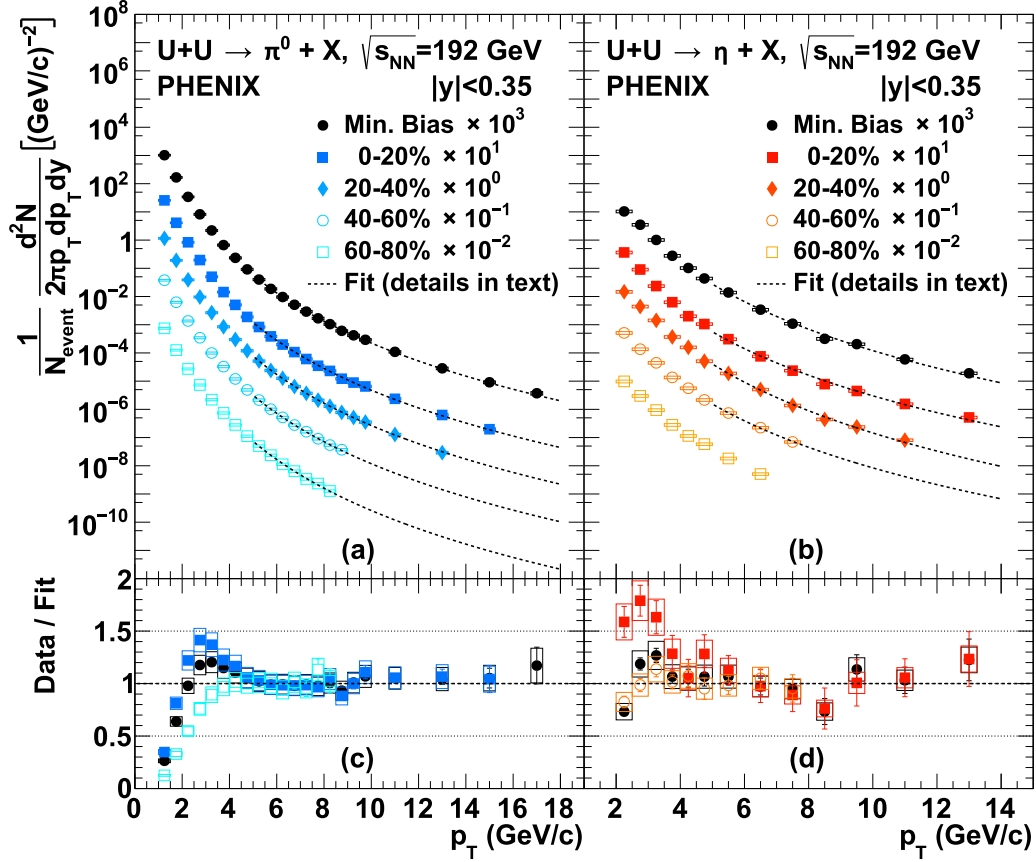 1/N_event d²N/2πp_T dp_T dy [(GeV/c)⁻²]
10⁸
10⁶
10⁴
10²
1
10⁻²
10⁻⁴
10⁻⁶
10⁻⁸
10⁻¹⁰
U+U → π⁰ + X, √s_NN=192 GeV
PHENIX |y|<0.35
Min. Bias × 10³
0-20% × 10¹
20-40% × 10⁰
40-60% × 10⁻¹
60-80% × 10⁻²
Fit (details in text)
(a)
U+U → η + X, √s_NN=192 GeV
PHENIX |y|<0.35
Min. Bias × 10³
0-20% × 10¹
20-40% × 10⁰
40-60% × 10⁻¹
60-80% × 10⁻²
Fit (details in text)
(b)
Data / Fit
2
1.5
1
0.5
0
(c)
(d)
0 2 4 6 8 10 12 14 16 18
2 4 6 8 10 12 14
p_T (GeV/c)
p_T (GeV/c)